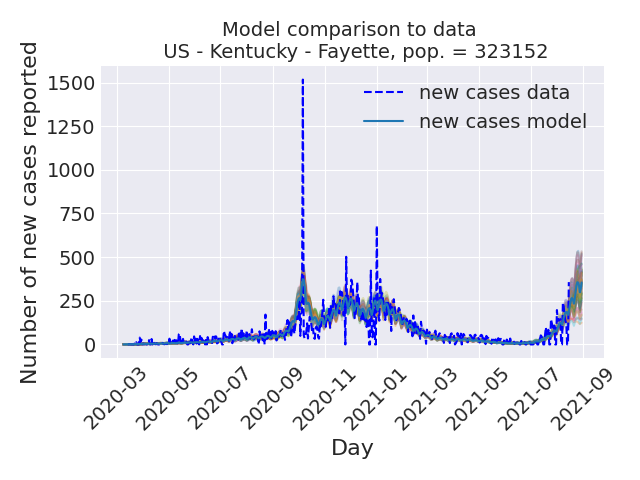 Model comparison to data
US - Kentucky - Fayette, pop. = 323152
Number of new cases reported
1500
1250
1000
750
500
250
0
new cases data
new cases model
2020-03
2020-05
2020-07
2020-09
2020-11
2021-01
2021-03
2021-05
2021-07
2021-09
Day